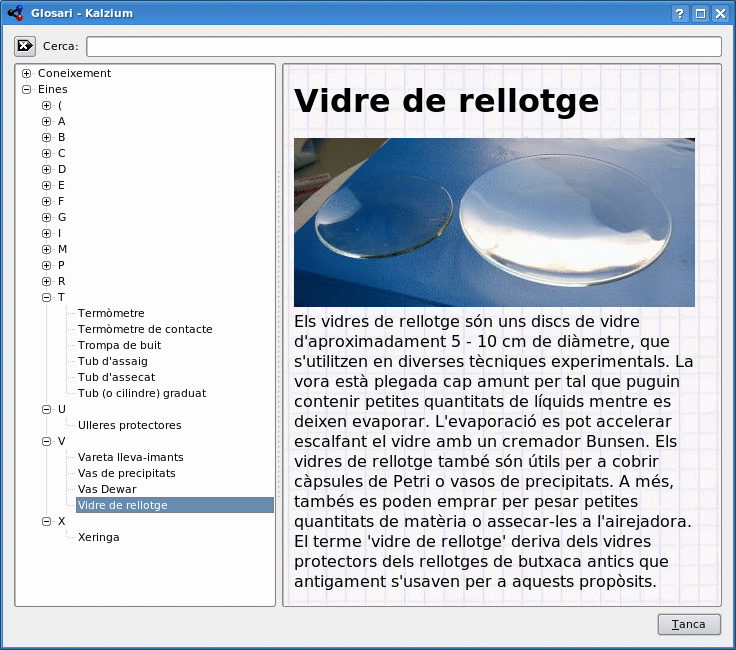 Glosari - Kalzium
Cerca:
Coneixement
Eines
(
A
B
C
D
E
F
G
I
M
P
R
T
Termòmetre
Termòmetre de contacte
Trompa de buit
Tub d'assaig
Tub d'assecat
Tub (o cilindre) graduat
U
Ulleres protectores
V
Vareta lleva-imants
Vas de precipitats
Vas Dewar
Vidre de rellotge
X
Xeringa
Vidre de rellotge
Els vidres de rellotge són uns discs de vidre
d'aproximadament 5 - 10 cm de diàmetre, que
s'utilitzen en diverses tècniques experimentals. La
vora està plegada cap amunt per tal que puguin
contenir petites quantitats de líquids mentre es
deixen evaporar. L'evaporació es pot accelerar
escalfant el vidre amb un cremador Bunsen. Els
vidres de rellotge també són útils per a cobrir
càpsules de Petri o vasos de precipitats. A més,
també es poden emprar per pesar petites
quantitats de matèria o assecar-les a l'airejadora.
El terme 'vidre de rellotge' deriva dels vidres
protectors dels rellotges de butxaca antics que
antigament s'usaven per a aquests propòsits.
Tanca